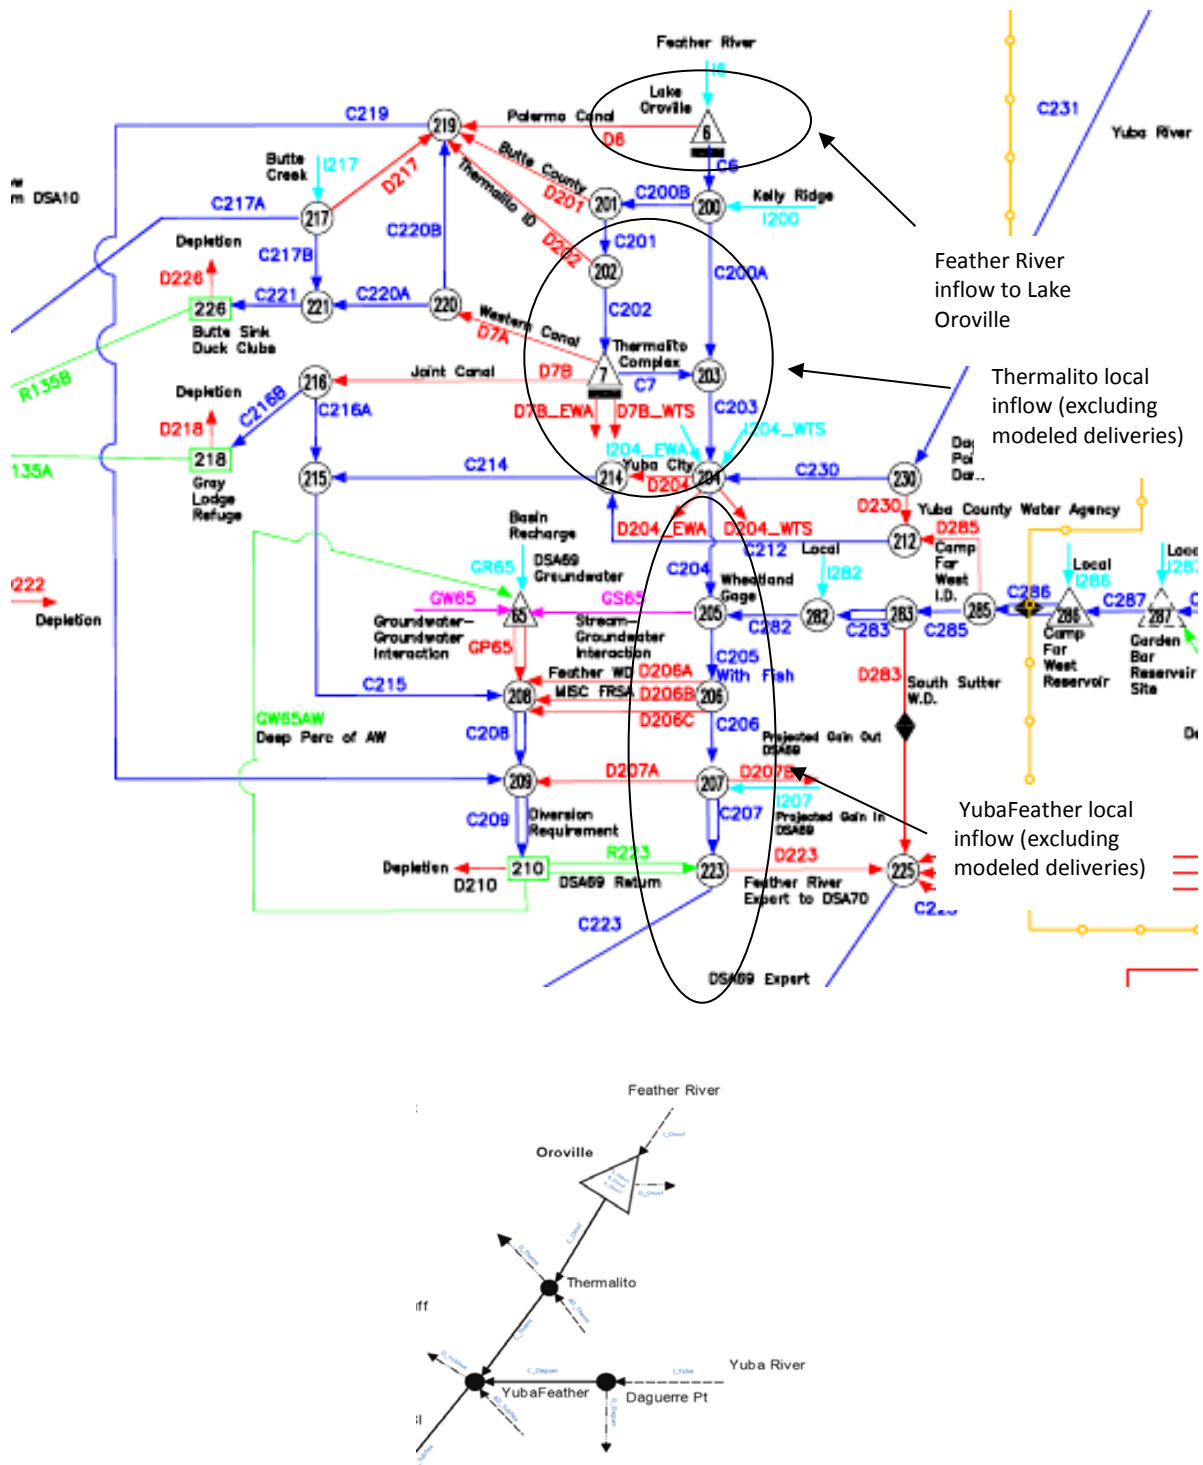 Feather River
I6
Lake
Oroville
6
C219
219
Palermo Canal
D6
C6
C231
Yuba River
Butte
Creek
I217
D217
Butte County
D201
Thermalito ID
D202
201
C200B
200
Kelly Ridge
I200
m DSA10
C217A
217
C220B
C201
202
C200A
Feather River
inflow to Lake
Oroville
Depletion
D226
C217B
C221
221
C220A
220
C202
226
Butte Sink
Duck Clubs
Western Canal
D7A
Thermalito
Complex
R135B
Joint Canal
D7B
7
C7
203
Thermalito local
inflow (excluding
modeled deliveries)
Depletion
D218
216
C216B
C216A
D7B_EWA
D7B_WTS
C203
I204_EWA
I204_WTS
135A
218
Gray
Lodge
Refuge
215
C214
214
Yuba City
D204
204
C230
230
D204_EWA
D204_WTS
D230
Yuba County Water Agency
C212
212
D285
Basin
Recharge
GR65
DSA69
Groundwater
C204
Local
I282
Camp
Far
West
I.D.
Local
I286
I287
D222
Depletion
GW65
65
GS65
Wheatland
Gage
205
C282
282
C283
283
C285
285
C286
286
C287
287
Groundwater-
Groundwater
Interaction
GP65
Stream-
Groundwater
Interaction
C205
With Fish
D283
Camp
Far
West
Reservoir
Garden
Bar
Reservoir
Site
South Sutter
W.D.
Feather WD
D206A
MISC FRSA
D206B
D206C
208
206
C215
C206
GW65AW
Deep Perc of AW
C208
Projected Gain Out
DSA69
209
D207A
207
D207B
I207
C209
Diversion
Requirement
C207
Projected Gain In
DSA69
YubaFeather local
inflow (excluding
modeled deliveries)
Depletion
D210
210
R223
DSA69 Return
223
D223
Feather River
Export to DSA70
225
C223
DSA69 Export
Feather River
Oroville
Thermalito
Yuba River
YubaFeather
Daguerre Pt